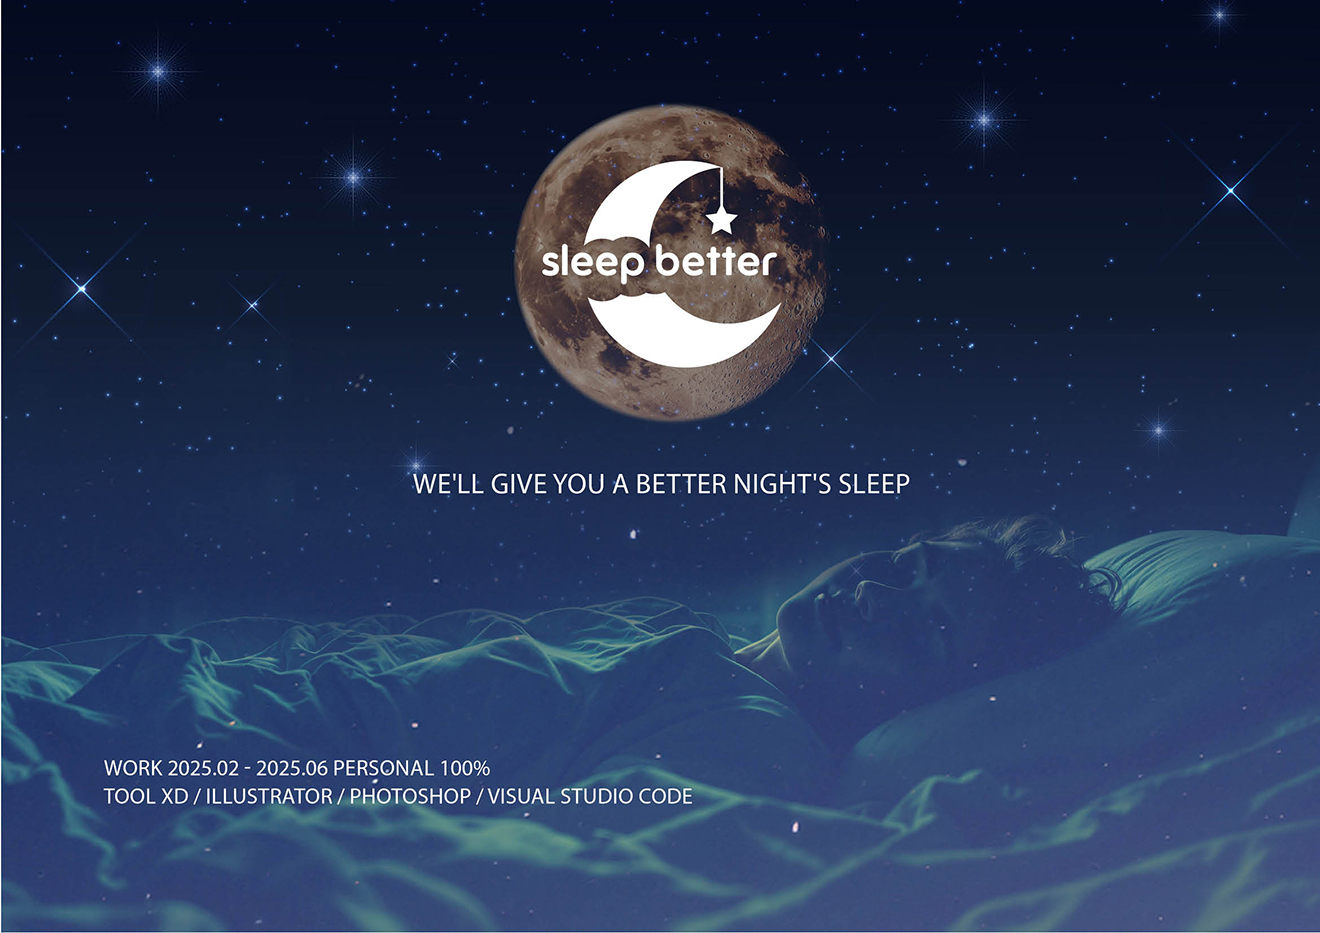 sleep better
WE'LL GIVE YOU A BETTER NIGHT'S SLEEP
WORK 2025.02 - 2025.06 PERSONAL 100%
TOOL XD / ILLUSTRATOR / PHOTOSHOP / VISUAL STUDIO CODE